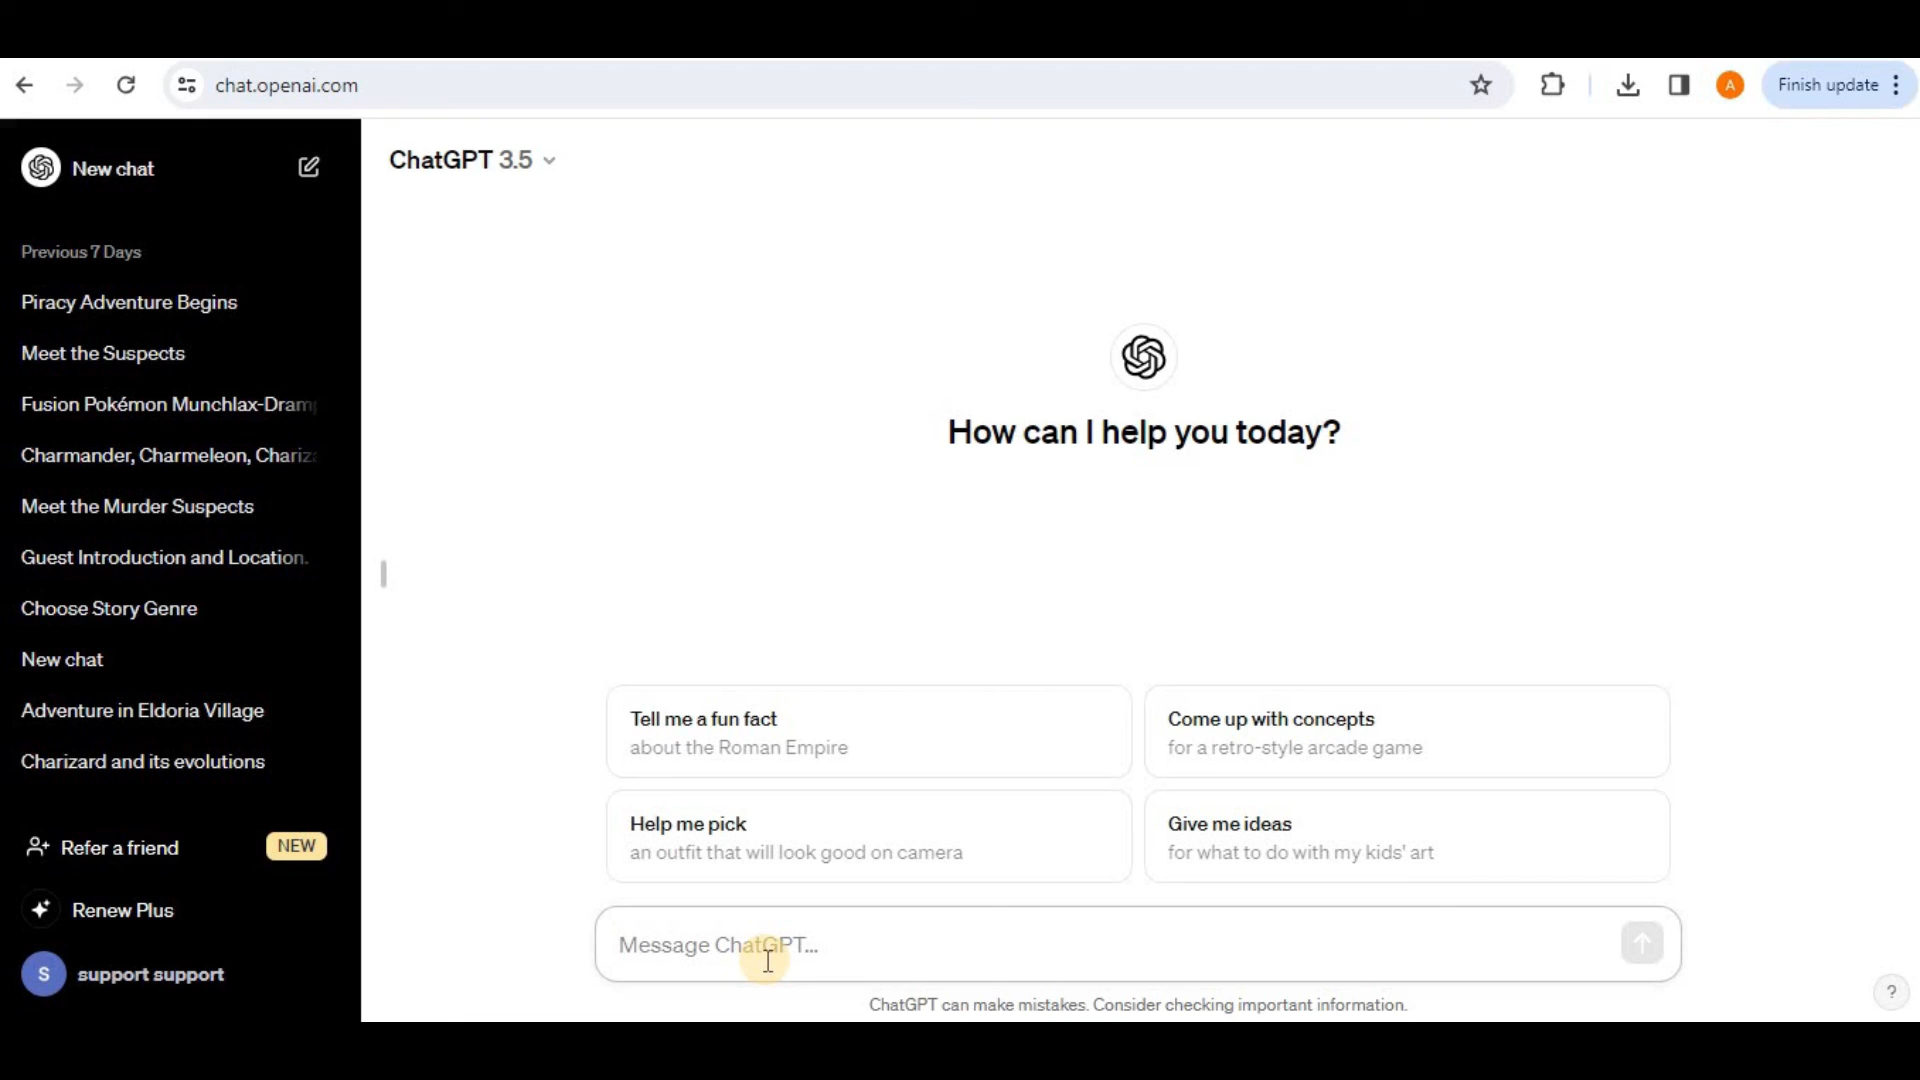 chat.openai.com
A
Finish update
New chat
Previous 7 Days
Piracy Adventure Begins
Meet the Suspects
Fusion Pokémon Munchlax-Dram
Charmander, Charmeleon, Chariz
Meet the Murder Suspects
Guest Introduction and Location.
Choose Story Genre
New chat
Adventure in Eldoria Village
Charizard and its evolutions
Refer a friend
NEW
Renew Plus
S
support support
ChatGPT 3.5
How can I help you today?
Tell me a fun fact
about the Roman Empire
Come up with concepts
for a retro-style arcade game
Help me pick
an outfit that will look good on camera
Give me ideas
for what to do with my kids' art
Message ChatGPT...
ChatGPT can make mistakes. Consider checking important information.
?